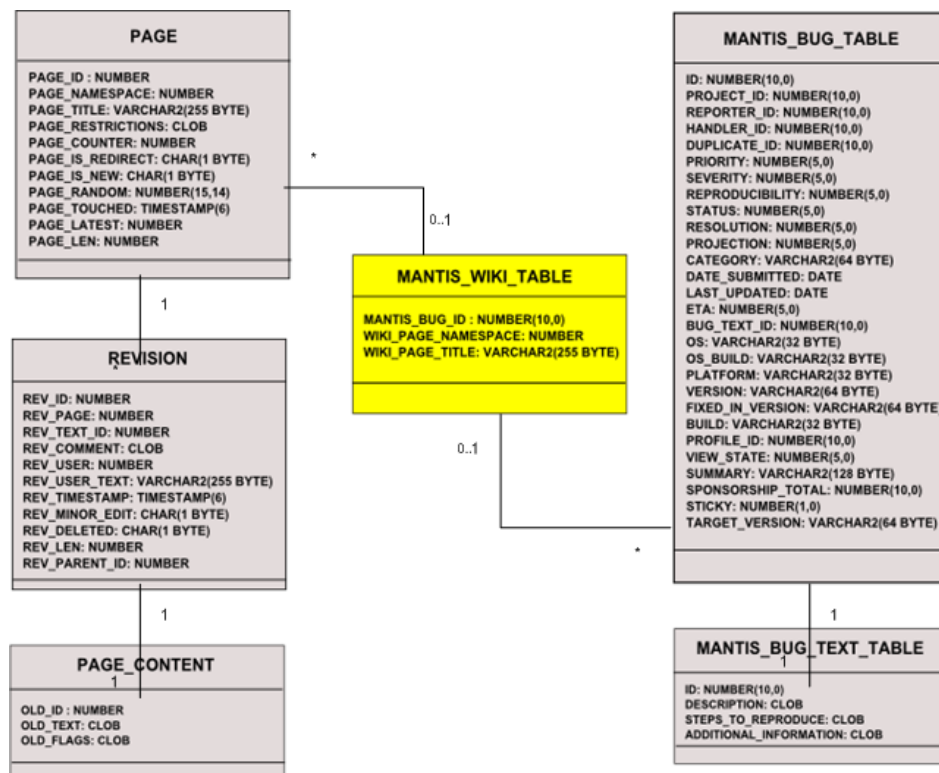 PAGE
PAGE_ID : NUMBER
PAGE_NAMESPACE: NUMBER
PAGE_TITLE: VARCHAR2(255 BYTE)
PAGE_RESTRICTIONS: CLOB
PAGE_COUNTER: NUMBER
PAGE_IS_REDIRECT: CHAR(1 BYTE)
PAGE_IS_NEW: CHAR(1 BYTE)
PAGE_RANDOM: NUMBER(15,14)
PAGE_TOUCHED: TIMESTAMP(6)
PAGE_LATEST: NUMBER
PAGE_LEN: NUMBER
*
0..1
1
*
REVISION
REV_ID: NUMBER
REV_PAGE: NUMBER
REV_TEXT_ID: NUMBER
REV_COMMENT: CLOB
REV_USER: NUMBER
REV_USER_TEXT: VARCHAR2(255 BYTE)
REV_TIMESTAMP: TIMESTAMP(6)
REV_MINOR_EDIT: CHAR(1 BYTE)
REV_DELETED: CHAR(1 BYTE)
REV_LEN: NUMBER
REV_PARENT_ID: NUMBER
1
1
PAGE_CONTENT
OLD_ID : NUMBER
OLD_TEXT: CLOB
OLD_FLAGS: CLOB
MANTIS_WIKI_TABLE
MANTIS_BUG_ID : NUMBER(10,0)
WIKI_PAGE_NAMESPACE: NUMBER
WIKI_PAGE_TITLE: VARCHAR2(255 BYTE)
0..1
*
MANTIS_BUG_TABLE
ID: NUMBER(10,0)
PROJECT_ID: NUMBER(10,0)
REPORTER_ID: NUMBER(10,0)
HANDLER_ID: NUMBER(10,0)
DUPLICATE_ID: NUMBER(10,0)
PRIORITY: NUMBER(5,0)
SEVERITY: NUMBER(5,0)
REPRODUCIBILITY: NUMBER(5,0)
STATUS: NUMBER(5,0)
RESOLUTION: NUMBER(5,0)
PROJECTION: NUMBER(5,0)
CATEGORY: VARCHAR2(64 BYTE)
DATE_SUBMITTED: DATE
LAST_UPDATED: DATE
ETA: NUMBER(5,0)
BUG_TEXT_ID: NUMBER(10,0)
OS: VARCHAR2(32 BYTE)
OS_BUILD: VARCHAR2(32 BYTE)
PLATFORM: VARCHAR2(32 BYTE)
VERSION: VARCHAR2(64 BYTE)
FIXED_IN_VERSION: VARCHAR2(64 BYTE
BUILD: VARCHAR2(32 BYTE)
PROFILE_ID: NUMBER(10,0)
VIEW_STATE: NUMBER(5,0)
SUMMARY: VARCHAR2(128 BYTE)
SPONSORSHIP_TOTAL: NUMBER(10,0)
STICKY: NUMBER(1,0)
TARGET_VERSION: VARCHAR2(64 BYTE)
1
1
MANTIS_BUG_TEXT_TABLE
ID: NUMBER(10,0)
DESCRIPTION: CLOB
STEPS_TO_REPRODUCE: CLOB
ADDITIONAL_INFORMATION: CLOB